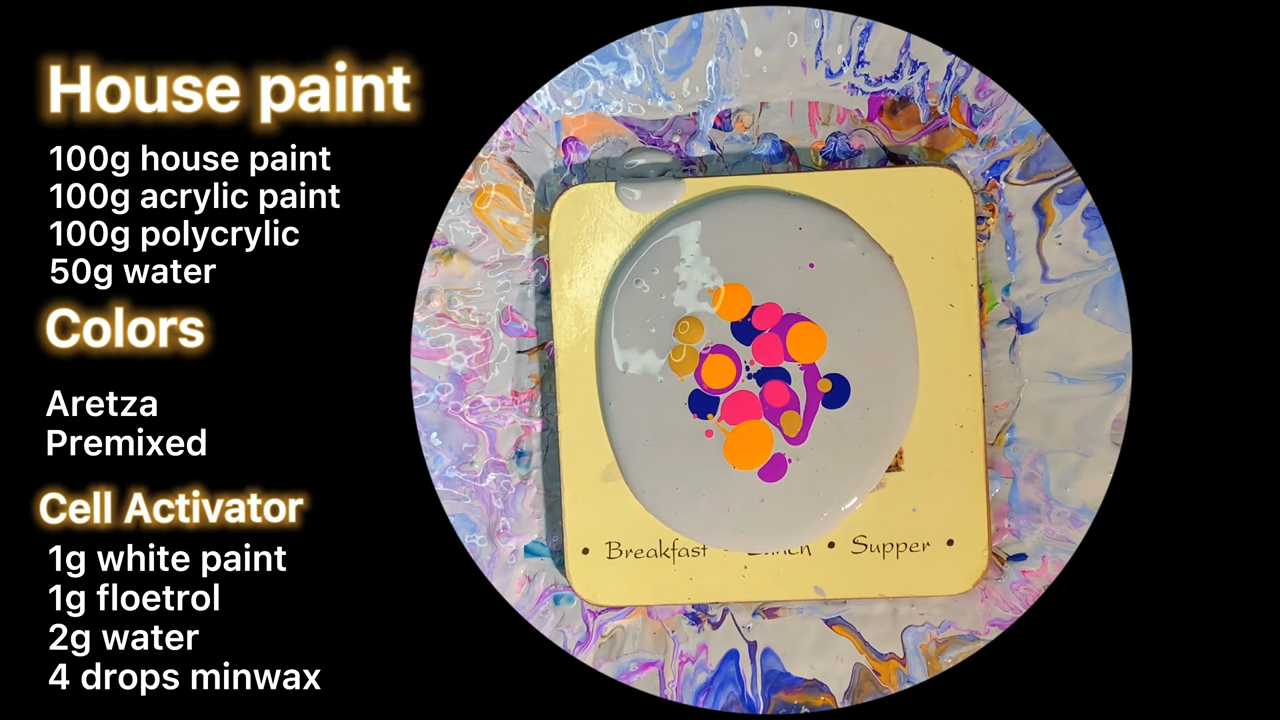 House paint
100g house paint
100g acrylic paint
100g polycrylic
50g water
Colors
Aretza
Premixed
Cell Activator
1g white paint
1g floetrol
2g water
4 drops minwax
• Breakfast • • Supper •